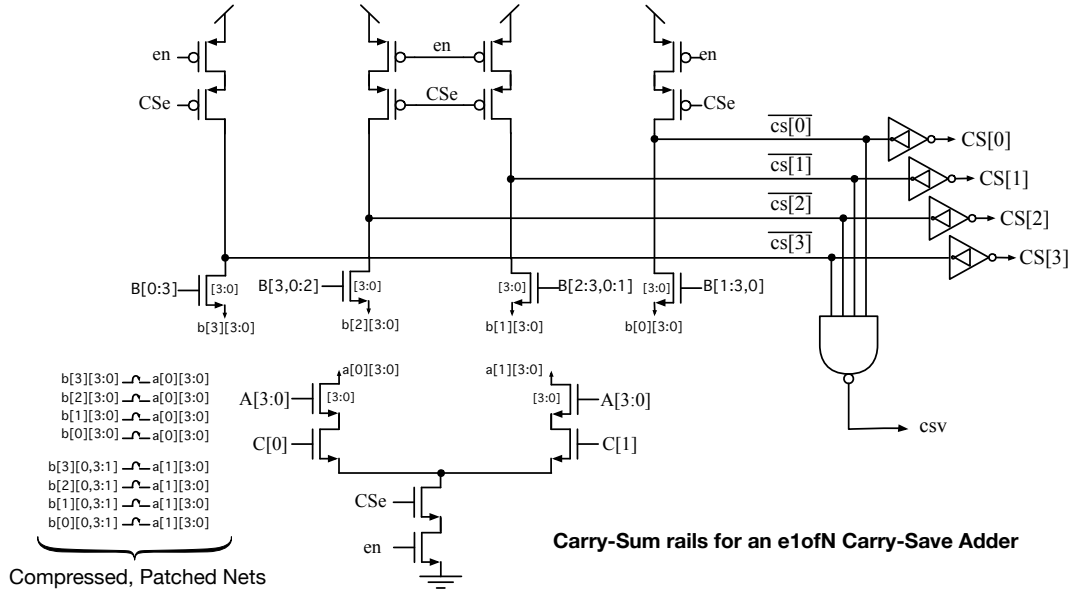 en en en
CSe CSe CSe
cs[0] CS[0]
cs[1] CS[1]
cs[2] CS[2]
cs[3] CS[3]
B[0:3] [3:0] B[3,0:2] [3:0] [3:0] B[2:3,0:1] [3:0] B[1:3,0]
b[3][3:0] b[2][3:0] b[1][3:0] b[0][3:0]
a[0][3:0] a[1][3:0]
A[3:0] [3:0] [3:0] A[3:0]
C[0] C[1]
CSe
en
csv
b[3][3:0] a[0][3:0]
b[2][3:0] a[0][3:0]
b[1][3:0] a[0][3:0]
b[0][3:0] a[0][3:0]
b[3][0,3:1] a[1][3:0]
b[2][0,3:1] a[1][3:0]
b[1][0,3:1] a[1][3:0]
b[0][0,3:1] a[1][3:0]
Compressed, Patched Nets
Carry-Sum rails for an e1ofN Carry-Save Adder